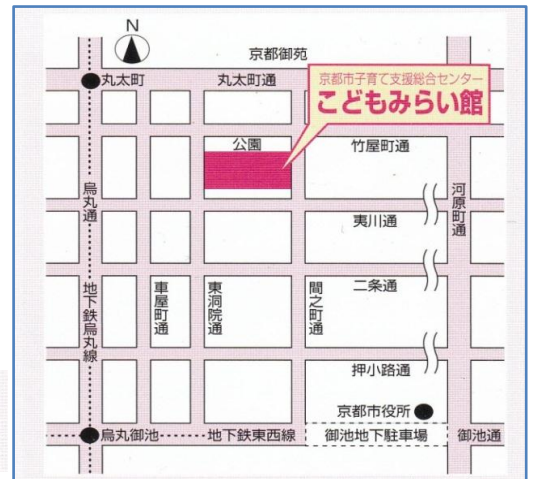 N
京都御苑
丸太町
丸太町通
京都市子育て支援総合センター
こどもみらい館
公園
竹屋町通
烏丸通
河原町通
夷川通
地下鉄烏丸線
車屋町通
東洞院通
間之町通
二条通
押小路通
京都市役所
烏丸御池
地下鉄東西線
御池地下駐車場
御池通